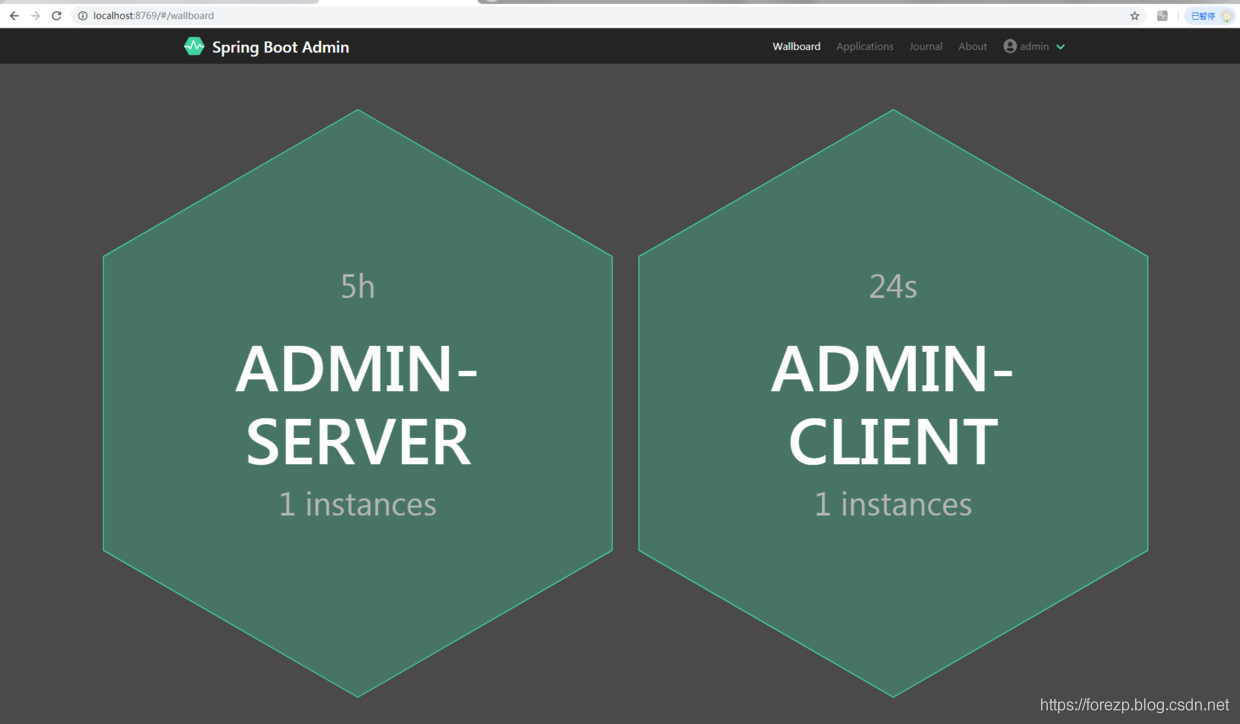 localhost:8769/#/wallboard
已暂停
Spring Boot Admin
Wallboard Applications Journal About admin
5h
ADMIN-
SERVER
1 instances
24s
ADMIN-
CLIENT
1 instances
https://forezp.blog.csdn.net